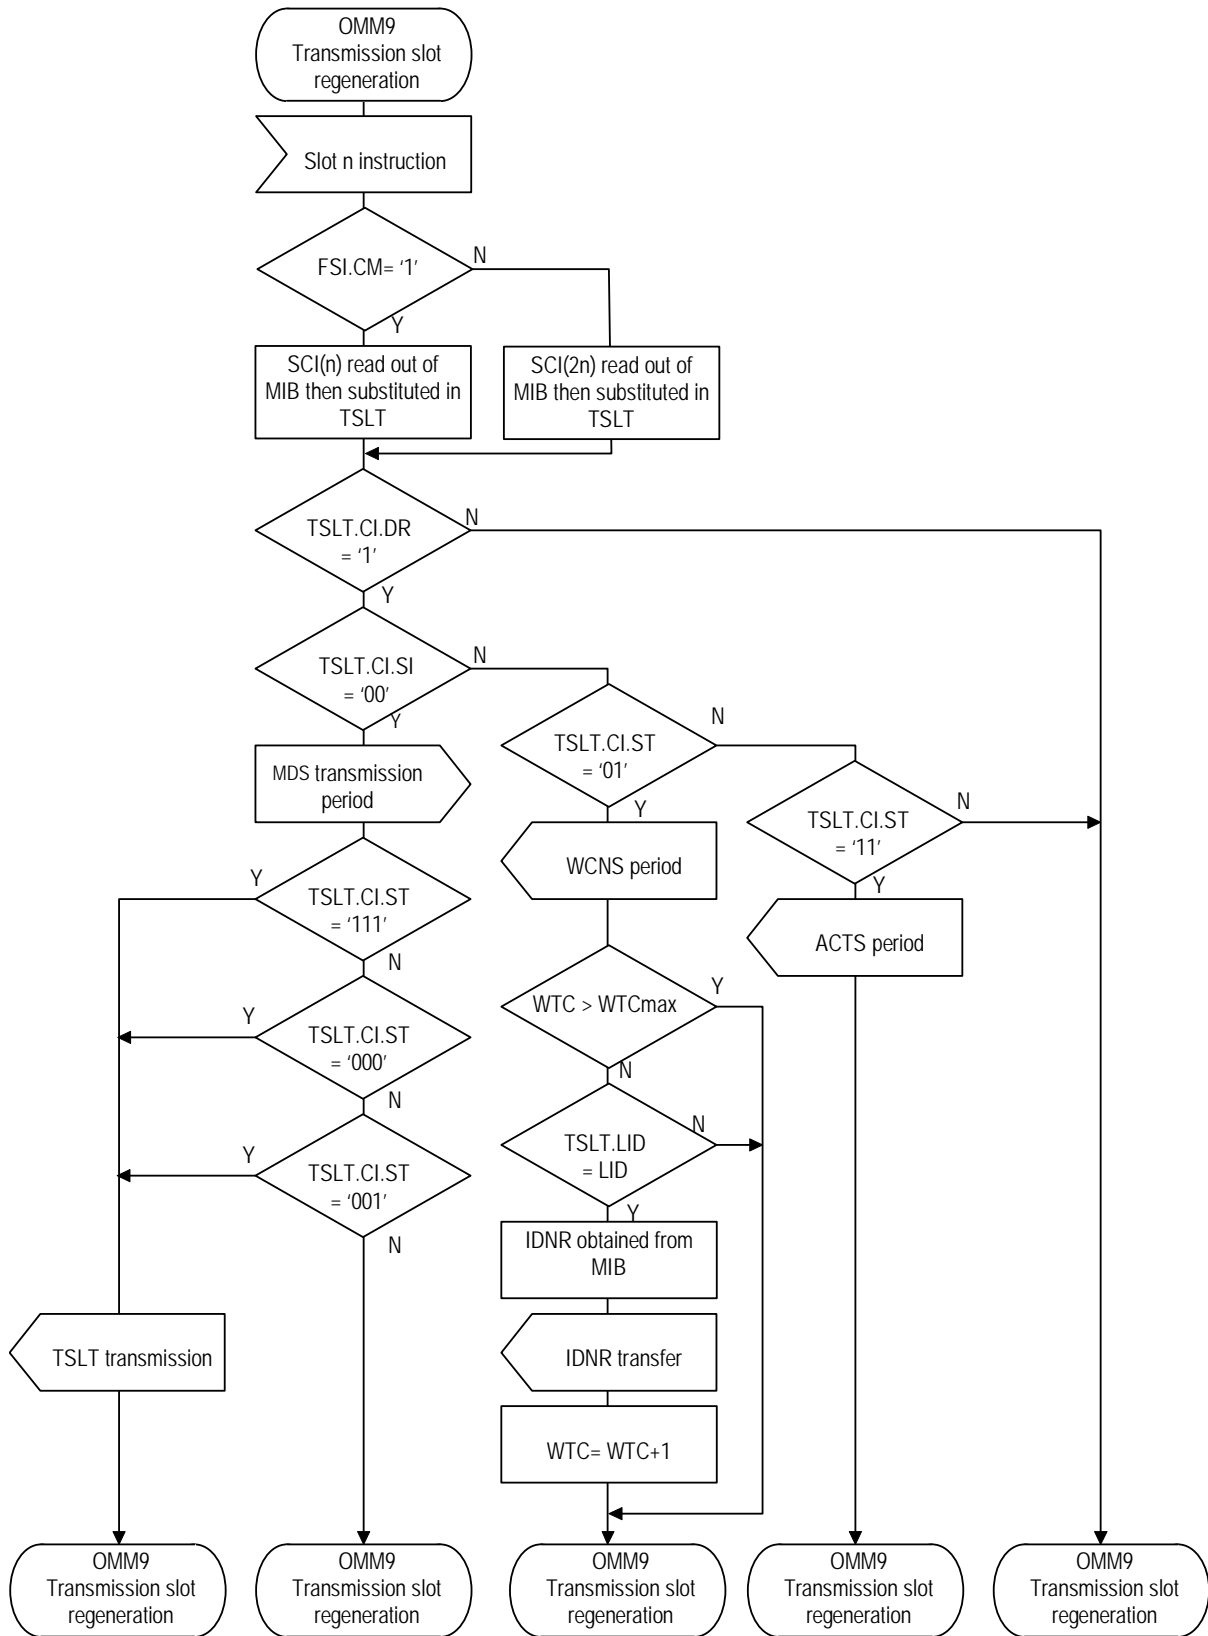 OMM9
Transmission slot
regeneration
Slot n instruction
FSI.CM= ‘1’
N
Y
SCI(n) read out of
MIB then substituted in
TSLT
SCI(2n) read out of
MIB then substituted in
TSLT
TSLT.CI.DR
= ‘1’
N
Y
TSLT.CI.SI
= ‘00’
N
Y
MDS transmission
period
TSLT.CI.ST
= ‘01’
N
Y
TSLT.CI.ST
= ‘11’
N
Y
WCNS period
ACTS period
Y
TSLT.CI.ST
= ‘111’
N
Y
TSLT.CI.ST
= ‘000’
N
Y
TSLT.CI.ST
= ‘001’
N
WTC > WTCmax
Y
N
TSLT.LID
= LID
N
Y
IDNR obtained from
MIB
TSLT transmission
IDNR transfer
WTC= WTC+1
OMM9
Transmission slot
regeneration
OMM9
Transmission slot
regeneration
OMM9
Transmission slot
regeneration
OMM9
Transmission slot
regeneration
OMM9
Transmission slot
regeneration